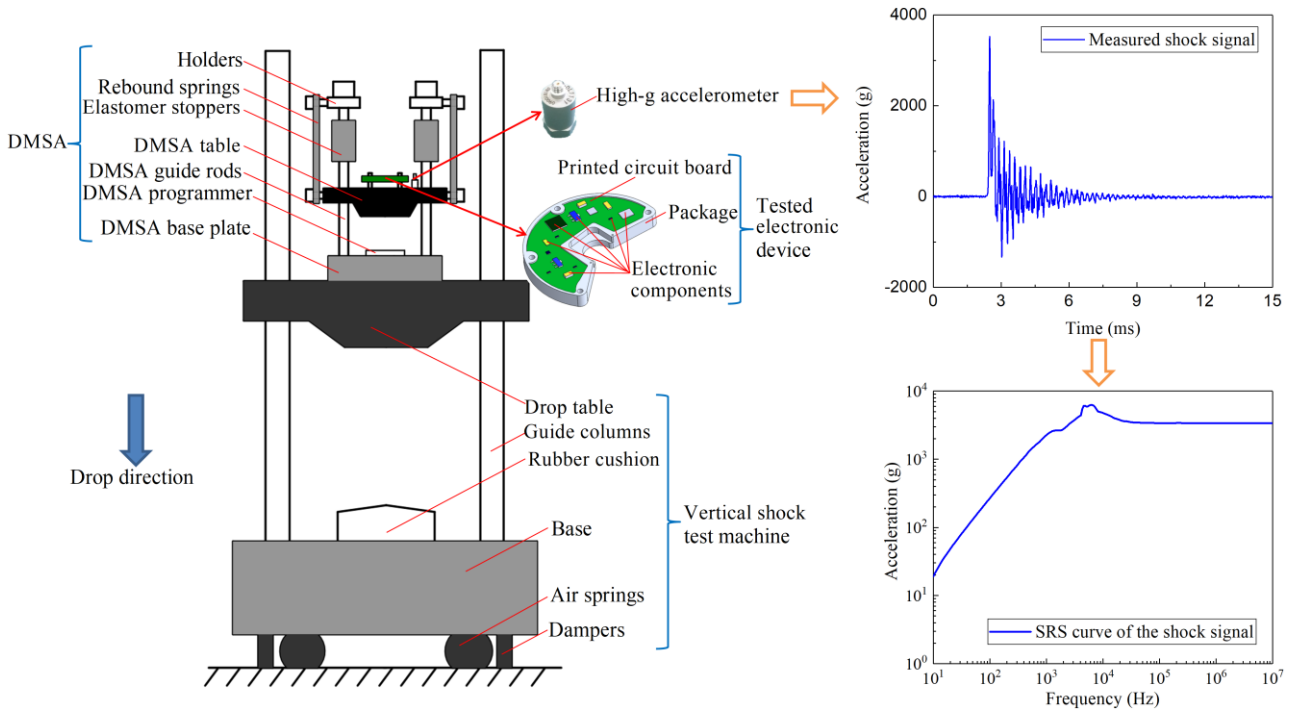 Holders
Rebound springs
Elastomer stoppers
DMSA
DMSA table
DMSA guide rods
DMSA programmer
DMSA base plate
High-g accelerometer
Printed circuit board
Package
Tested
electronic
device
Electronic
components
Drop direction
Drop table
Guide columns
Rubber cushion
Base
Air springs
Dampers
Vertical shock
test machine
4000
2000
0
-2000
Acceleration (g)
Measured shock signal
0 3 6 9 12 15
Time (ms)
10^4
10^3
10^2
10^1
10^0
Acceleration (g)
SRS curve of the shock signal
10^1 10^2 10^3 10^4 10^5 10^6 10^7
Frequency (Hz)